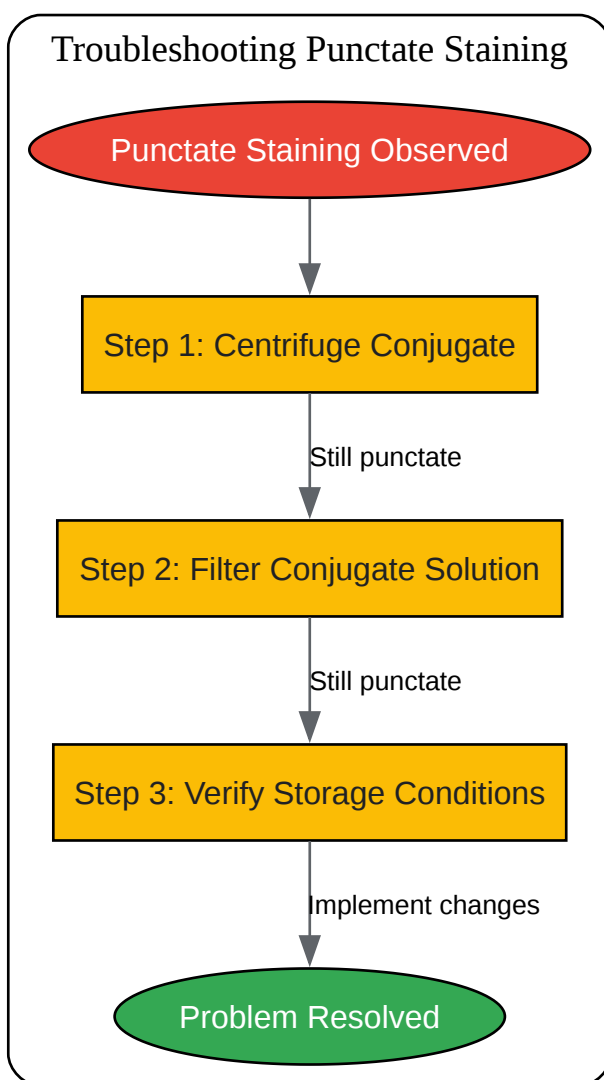 Troubleshooting Punctate Staining
Punctate Staining Observed
Step 1: Centrifuge Conjugate
Still punctate
Step 2: Filter Conjugate Solution
Still punctate
Step 3: Verify Storage Conditions
Implement changes
Problem Resolved